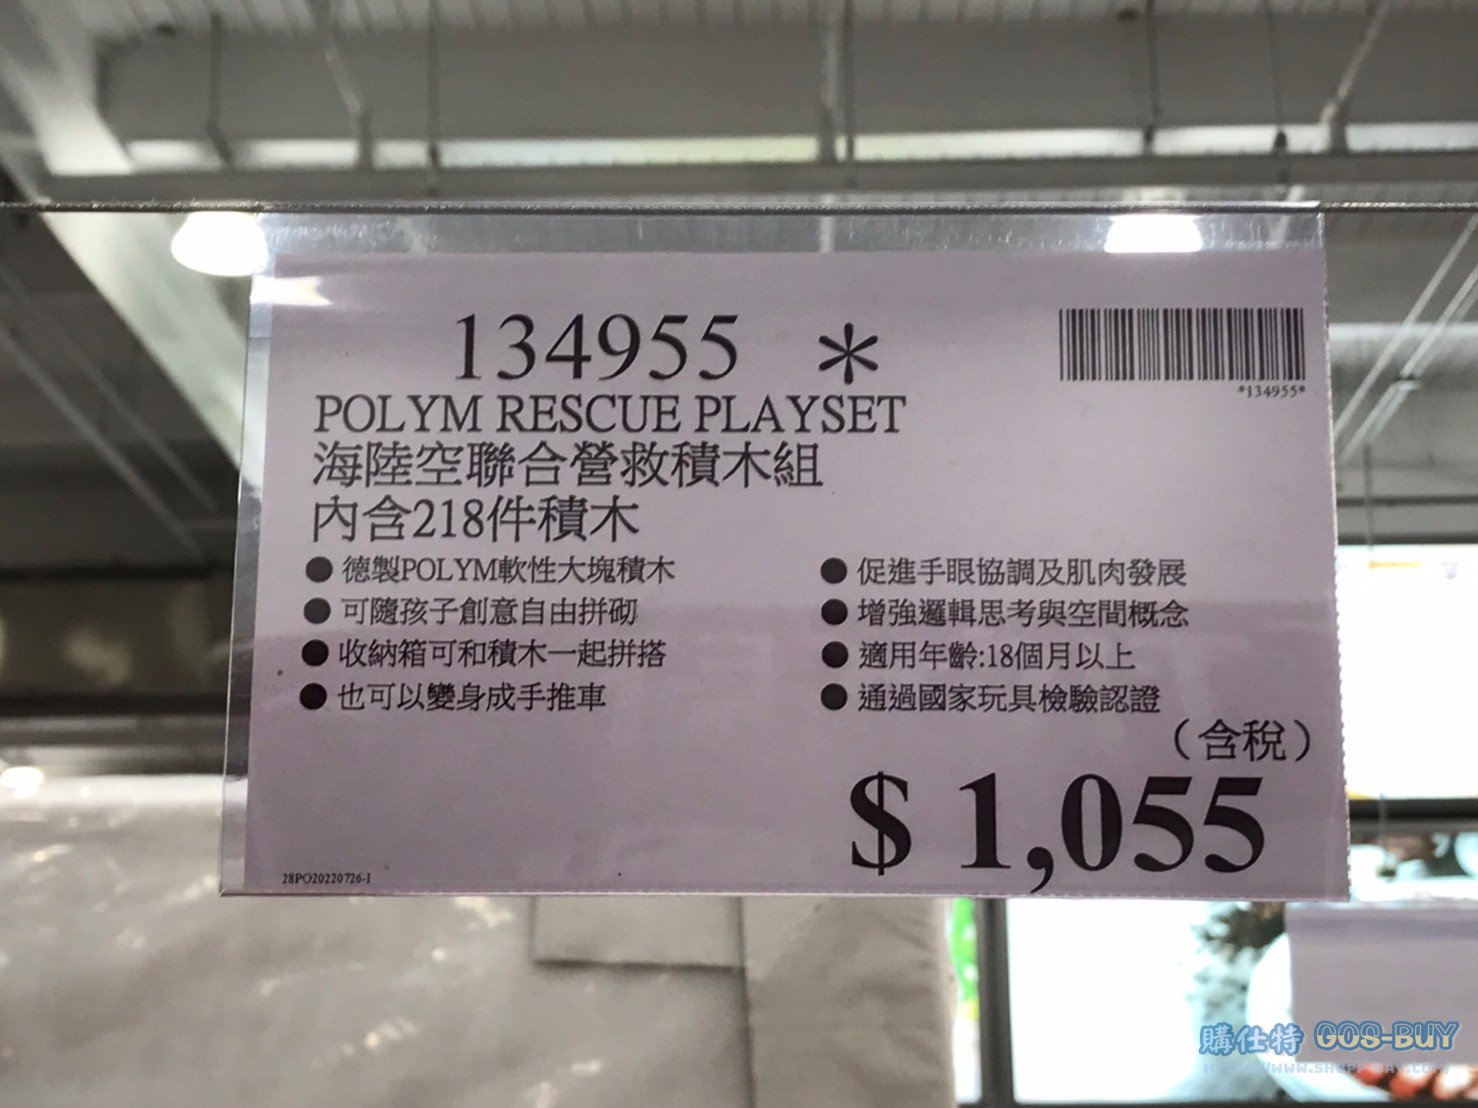 134955 *
*134955*
POLYM RESCUE PLAYSET
海陸空聯合營救積木組
內含218件積木
● 德製POLYM軟性大塊積木
● 可隨孩子創意自由拼砌
● 收納箱可和積木一起拼搭
● 也可以變身成手推車
● 促進手眼協調及肌肉發展
● 增強邏輯思考與空間概念
● 適用年齡:18個月以上
● 通過國家玩具檢驗認證
（含稅）
$ 1,055
28PO20220726-1
購仕特 GOS-BUY